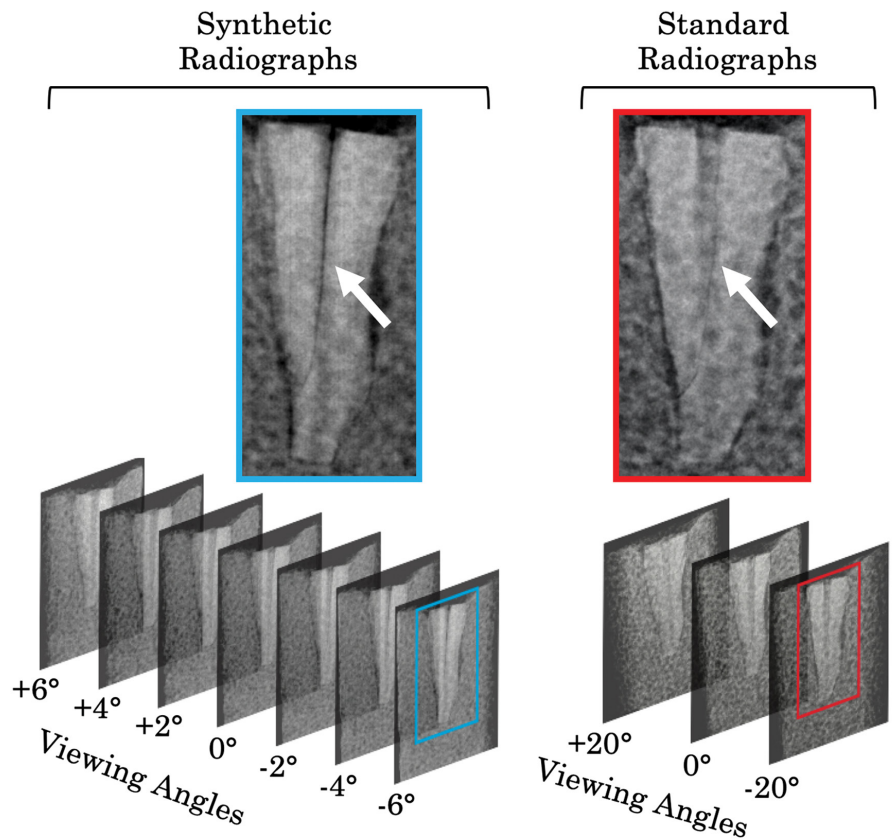 Synthetic
Radiographs
Standard
Radiographs
+6°
+4°
+2°
0°
-2°
-4°
-6°
Viewing Angles
+20°
0°
-20°
Viewing Angles